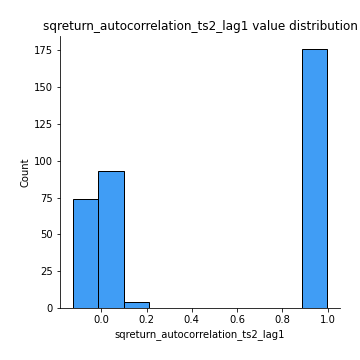 sqreturn_autocorrelation_ts2_lag1 value distribution
175
150
125
100
75
50
25
0
Count
0.0 0.2 0.4 0.6 0.8 1.0
sqreturn_autocorrelation_ts2_lag1